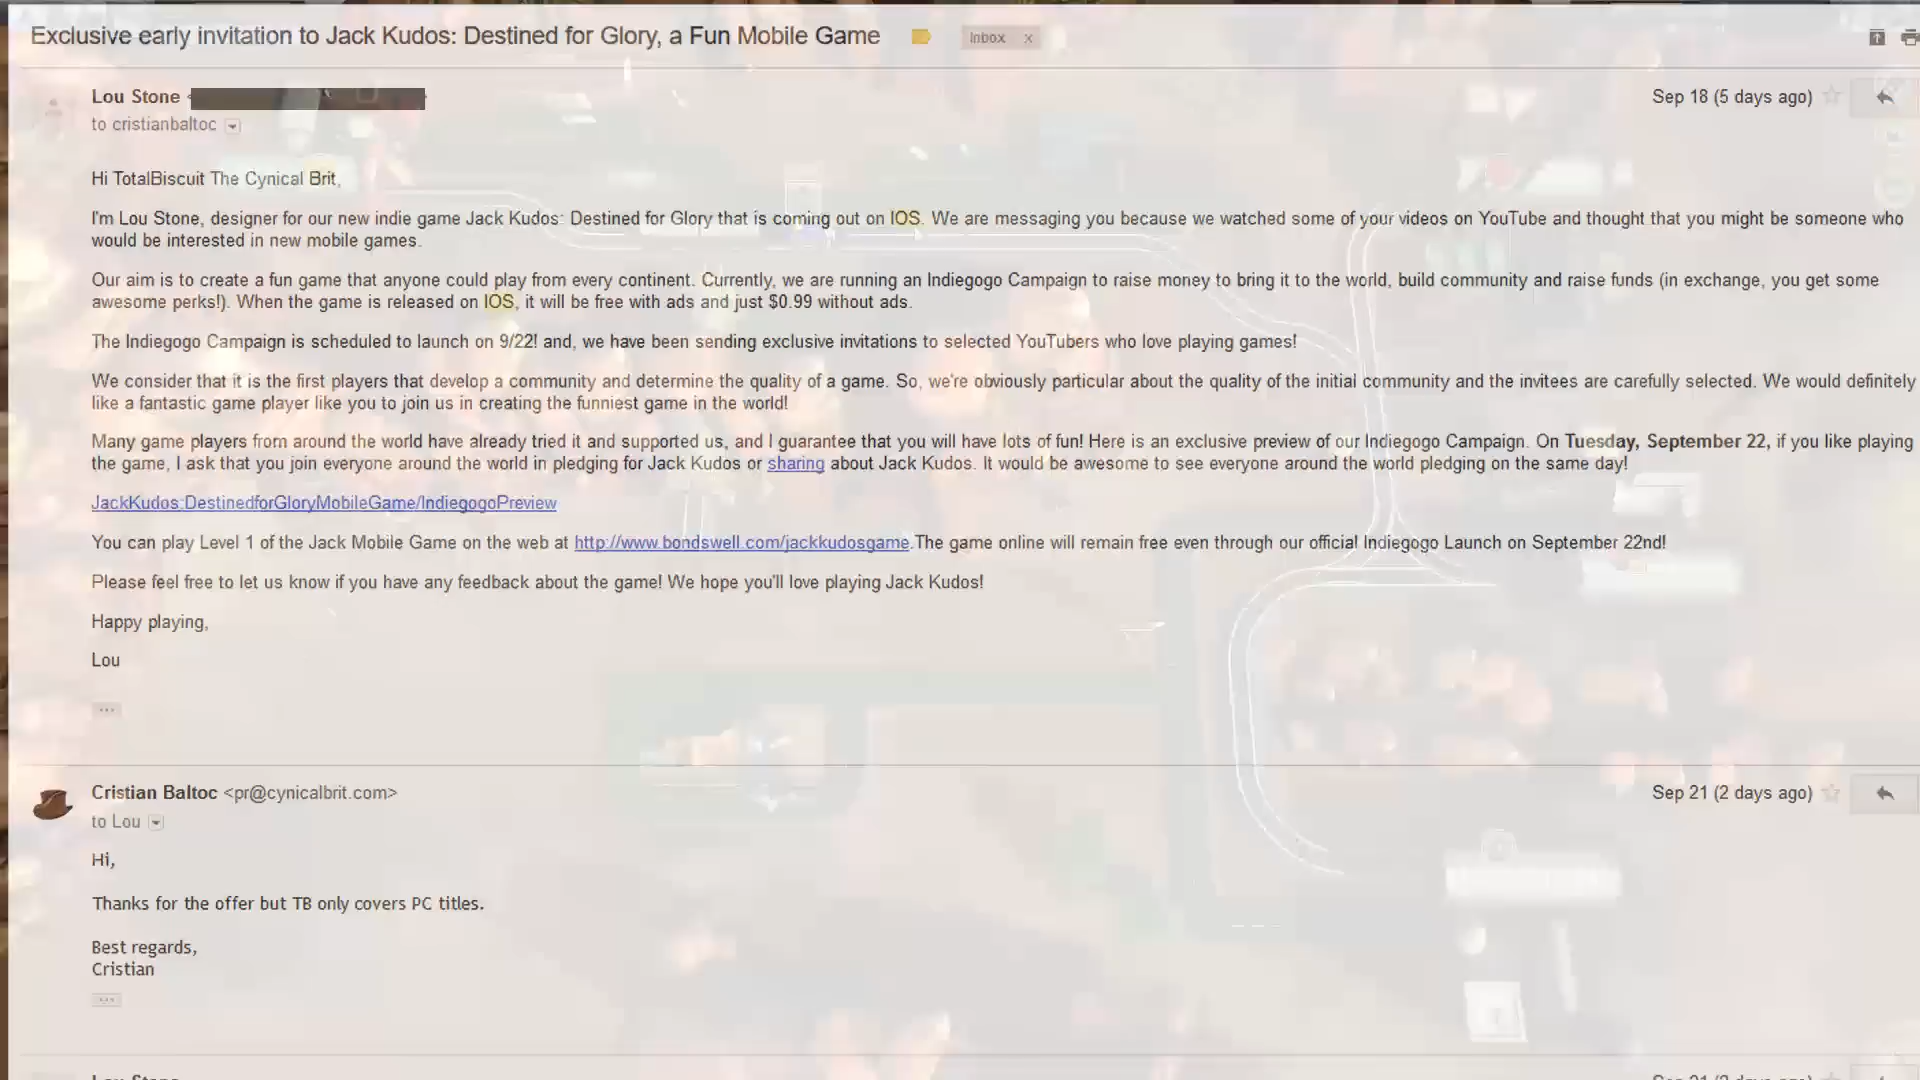 Exclusive early invitation to Jack Kudos: Destined for Glory, a Fun Mobile Game
Inbox x
Lou Stone
Sep 18 (5 days ago)
to cristianbaltoc
Hi TotalBiscuit The Cynical Brit,
I'm Lou Stone, designer for our new indie game Jack Kudos: Destined for Glory that is coming out on IOS. We are messaging you because we watched some of your videos on YouTube and thought that you might be someone who
would be interested in new mobile games.
Our aim is to create a fun game that anyone could play from every continent. Currently, we are running an Indiegogo Campaign to raise money to bring it to the world, build community and raise funds (in exchange, you get some
awesome perks!). When the game is released on IOS, it will be free with ads and just $0.99 without ads.
The Indiegogo Campaign is scheduled to launch on 9/22! and, we have been sending exclusive invitations to selected YouTubers who love playing games!
We consider that it is the first players that develop a community and determine the quality of a game. So, we're obviously particular about the quality of the initial community and the invitees are carefully selected. We would definitely
like a fantastic game player like you to join us in creating the funniest game in the world!
Many game players from around the world have already tried it and supported us, and I guarantee that you will have lots of fun! Here is an exclusive preview of our Indiegogo Campaign. On Tuesday, September 22, if you like playing
the game, I ask that you join everyone around the world in pledging for Jack Kudos or sharing about Jack Kudos. It would be awesome to see everyone around the world pledging on the same day!
JackKudos:DestinedforGloryMobileGame/IndiegogoPreview
You can play Level 1 of the Jack Mobile Game on the web at http://www.bondswell.com/jackkudosgame.The game online will remain free even through our official Indiegogo Launch on September 22nd!
Please feel free to let us know if you have any feedback about the game! We hope you'll love playing Jack Kudos!
Happy playing,
Lou
Cristian Baltoc <pr@cynicalbrit.com>
Sep 21 (2 days ago)
to Lou
Hi,
Thanks for the offer but TB only covers PC titles.
Best regards,
Cristian
Lou Stone
Sep 21 (2 days ago)